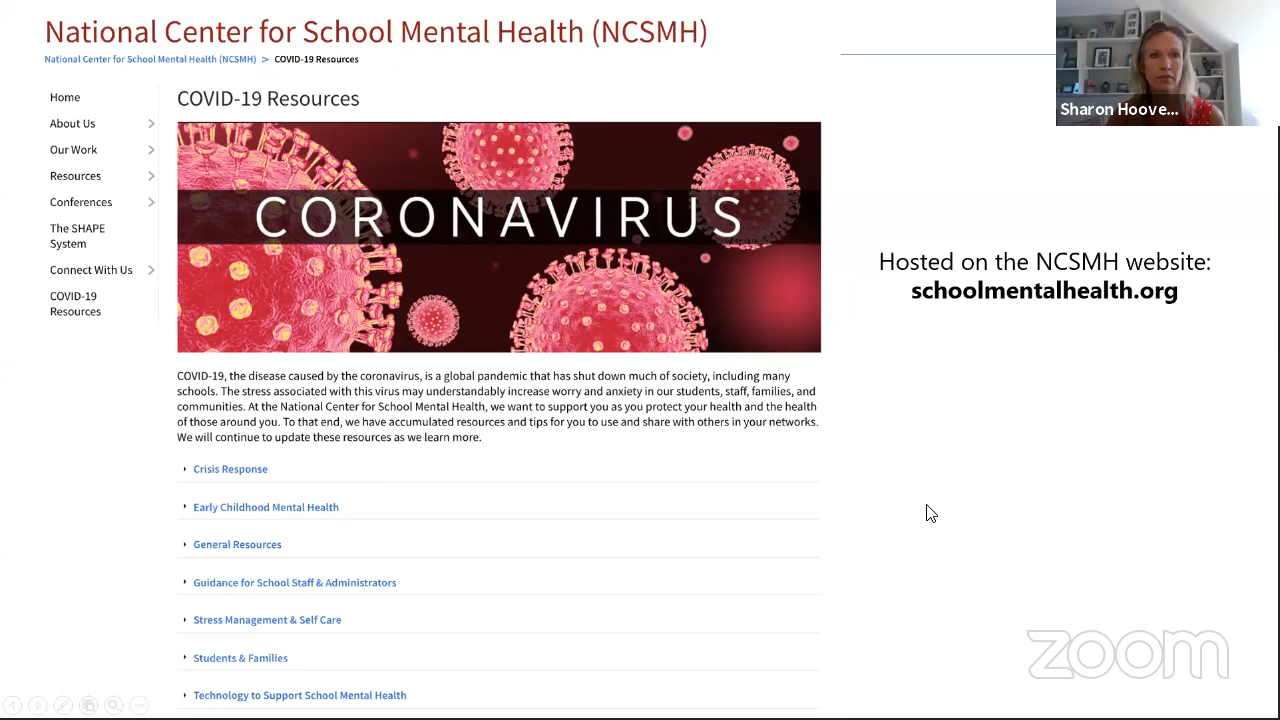 National Center for School Mental Health (NCSMH)
National Center for School Mental Health (NCSMH) > COVID-19 Resources
Sharon Hoove...
Home
About Us
Our Work
Resources
Conferences
The SHAPE
System
Connect With Us
COVID-19
Resources
COVID-19 Resources
CORONAVIRUS
COVID-19, the disease caused by the coronavirus, is a global pandemic that has shut down much of society, including many
schools. The stress associated with this virus may understandably increase worry and anxiety in our students, staff, families, and
communities. At the National Center for School Mental Health, we want to support you as you protect your health and the health
of those around you. To that end, we have accumulated resources and tips for you to use and share with others in your networks.
We will continue to update these resources as we learn more.
Crisis Response
Early Childhood Mental Health
General Resources
Guidance for School Staff & Administrators
Stress Management & Self Care
Students & Families
Technology to Support School Mental Health
Hosted on the NCSMH website:
schoolmentalhealth.org
zoom